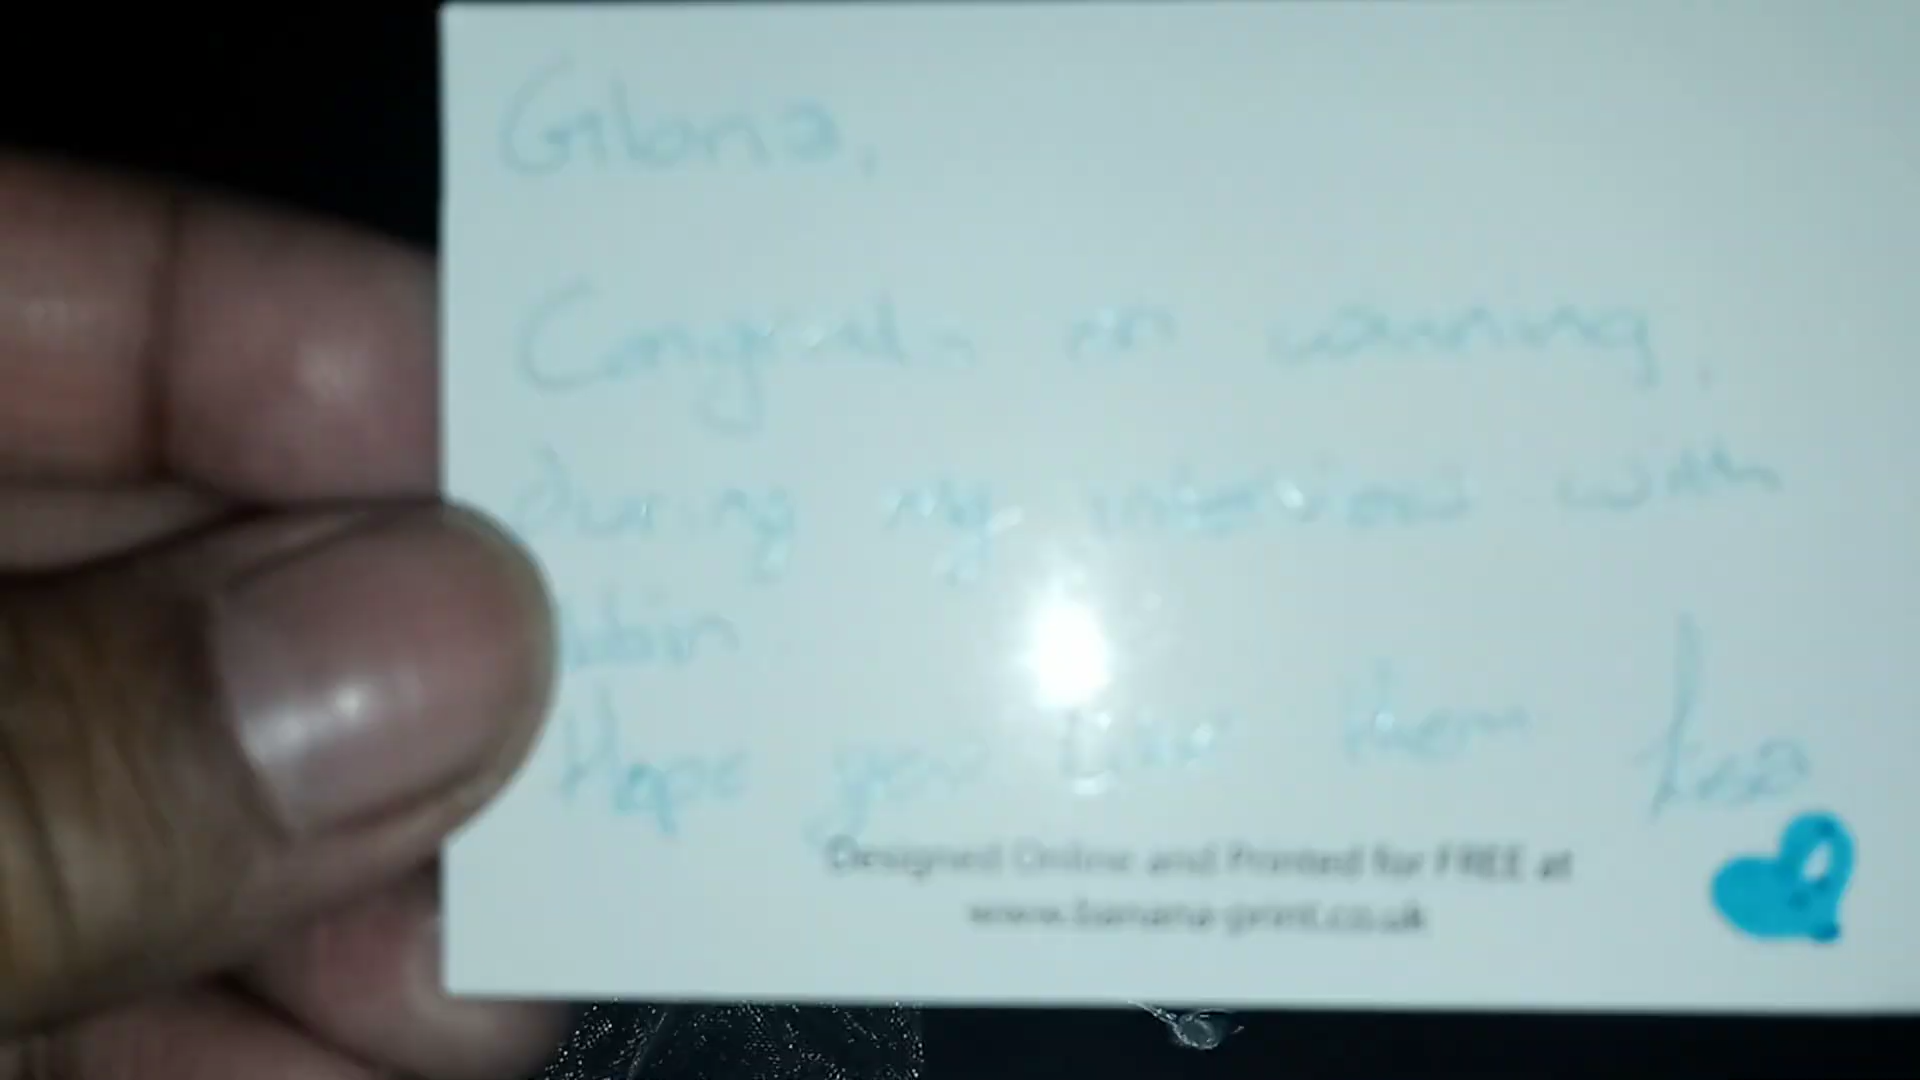 Gloria,
Congrats on winning,
During my interview with
Hope you like them
Designed Online and Printed for FREE at
www.banana-print.co.uk